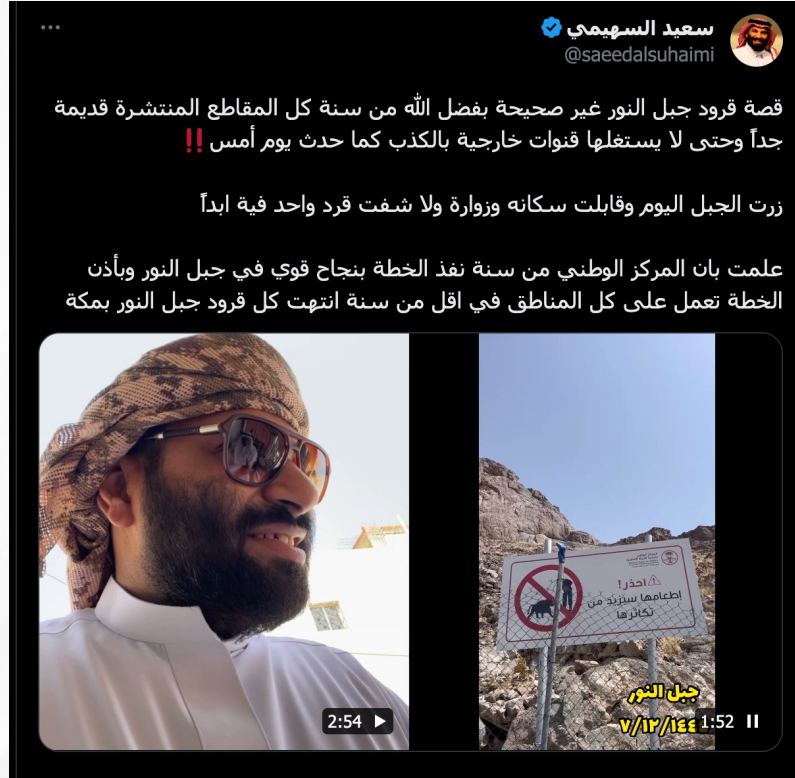 سعيد السهيمي
@saeedalsuhaimi
قصة قرود جبل النور غير صحيحة بفضل الله من سنة كل المقاطع المنتشرة قديمة
جداً وحتى لا يستغلها قنوات خارجية بالكذب كما حدث يوم أمس ‼️
زرت الجبل اليوم وقابلت سكانه وزوارة ولا شفت قرد واحد فية ابداً
علمت بان المركز الوطني من سنة نفذ الخطة بنجاح قوي في جبل النور وبأذن
الخطة تعمل على كل المناطق في اقل من سنة انتهت كل قرود جبل النور بمكة
احذر!
إطعامها سيزيد من
تكاثرها
جبل النور
٧/١٢/١٤٤
2:54
1:52